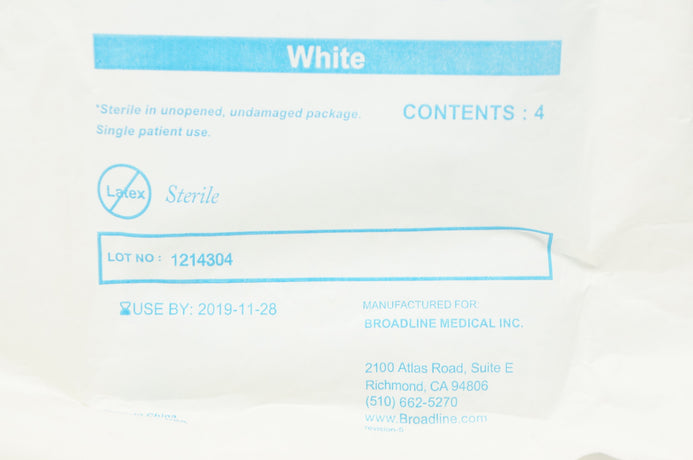 White
*Sterile in unopened, undamaged package.
Single patient use.
CONTENTS : 4
Latex
Sterile
LOT NO : 1214304
USE BY: 2019-11-28
MANUFACTURED FOR:
BROADLINE MEDICAL INC.
2100 Atlas Road, Suite E
Richmond, CA 94806
(510) 662-5270
www.Broadline.com
China